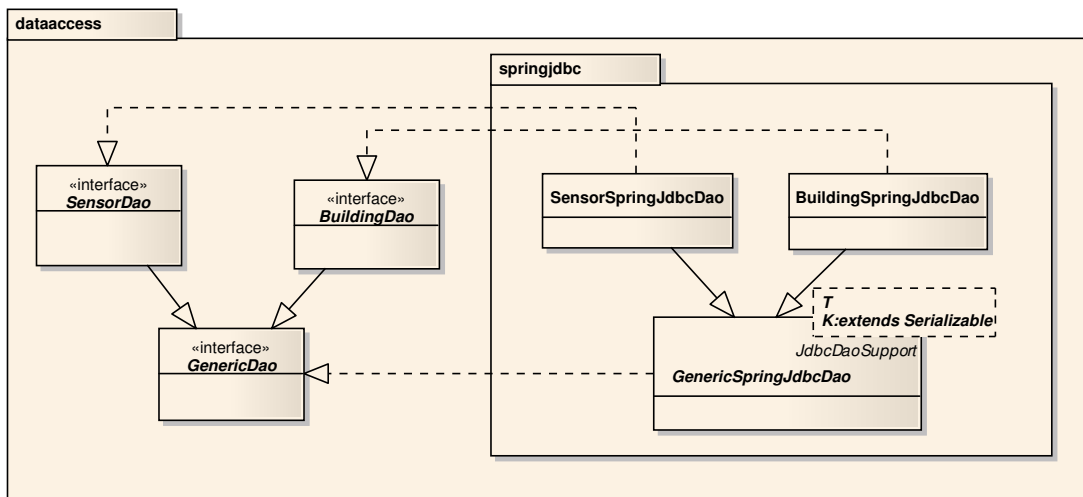 dataaccess
springjdbc
«interface»
SensorDao
«interface»
BuildingDao
SensorSpringJdbcDao
BuildingSpringJdbcDao
T
K:extends Serializable
«interface»
GenericDao
JdbcDaoSupport
GenericSpringJdbcDao